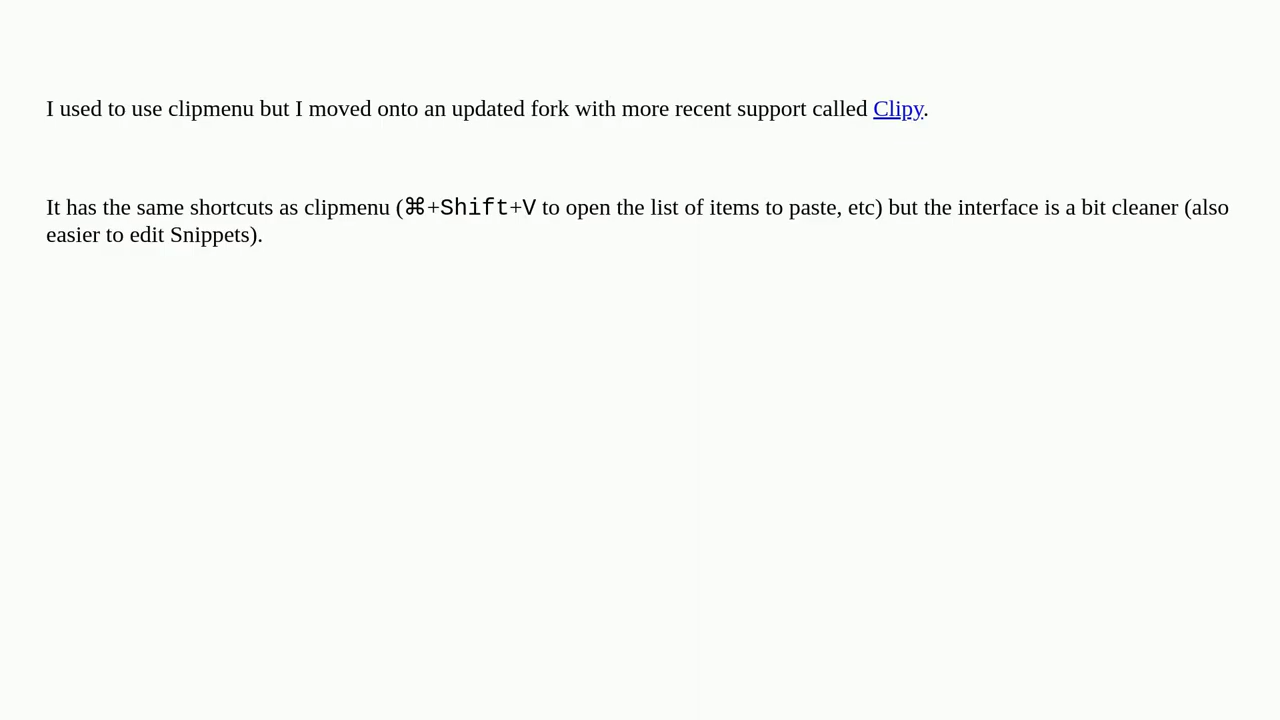 I used to use clipmenu but I moved onto an updated fork with more recent support called Clipy.
It has the same shortcuts as clipmenu (⌘+Shift+V to open the list of items to paste, etc) but the interface is a bit cleaner (also
easier to edit Snippets).